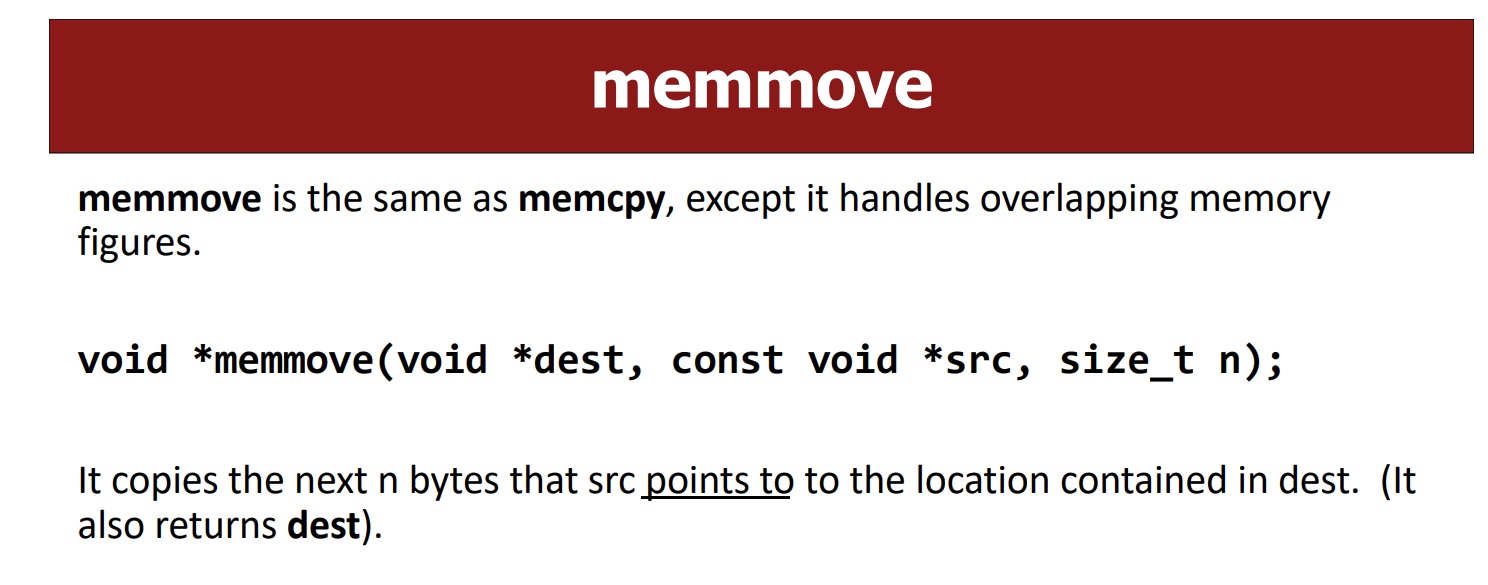 memmove
memmove is the same as memcpy, except it handles overlapping memory
figures.
void *memmove(void *dest, const void *src, size_t n);
It copies the next n bytes that src points to to the location contained in dest. (It
also returns dest).